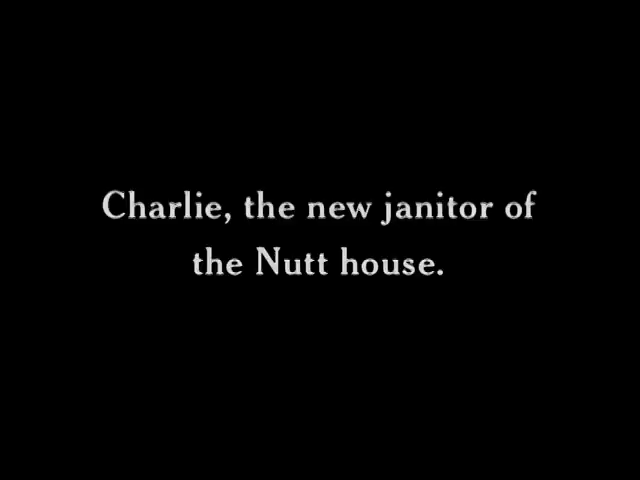 Charlie, the new janitor of
the Nutt house.